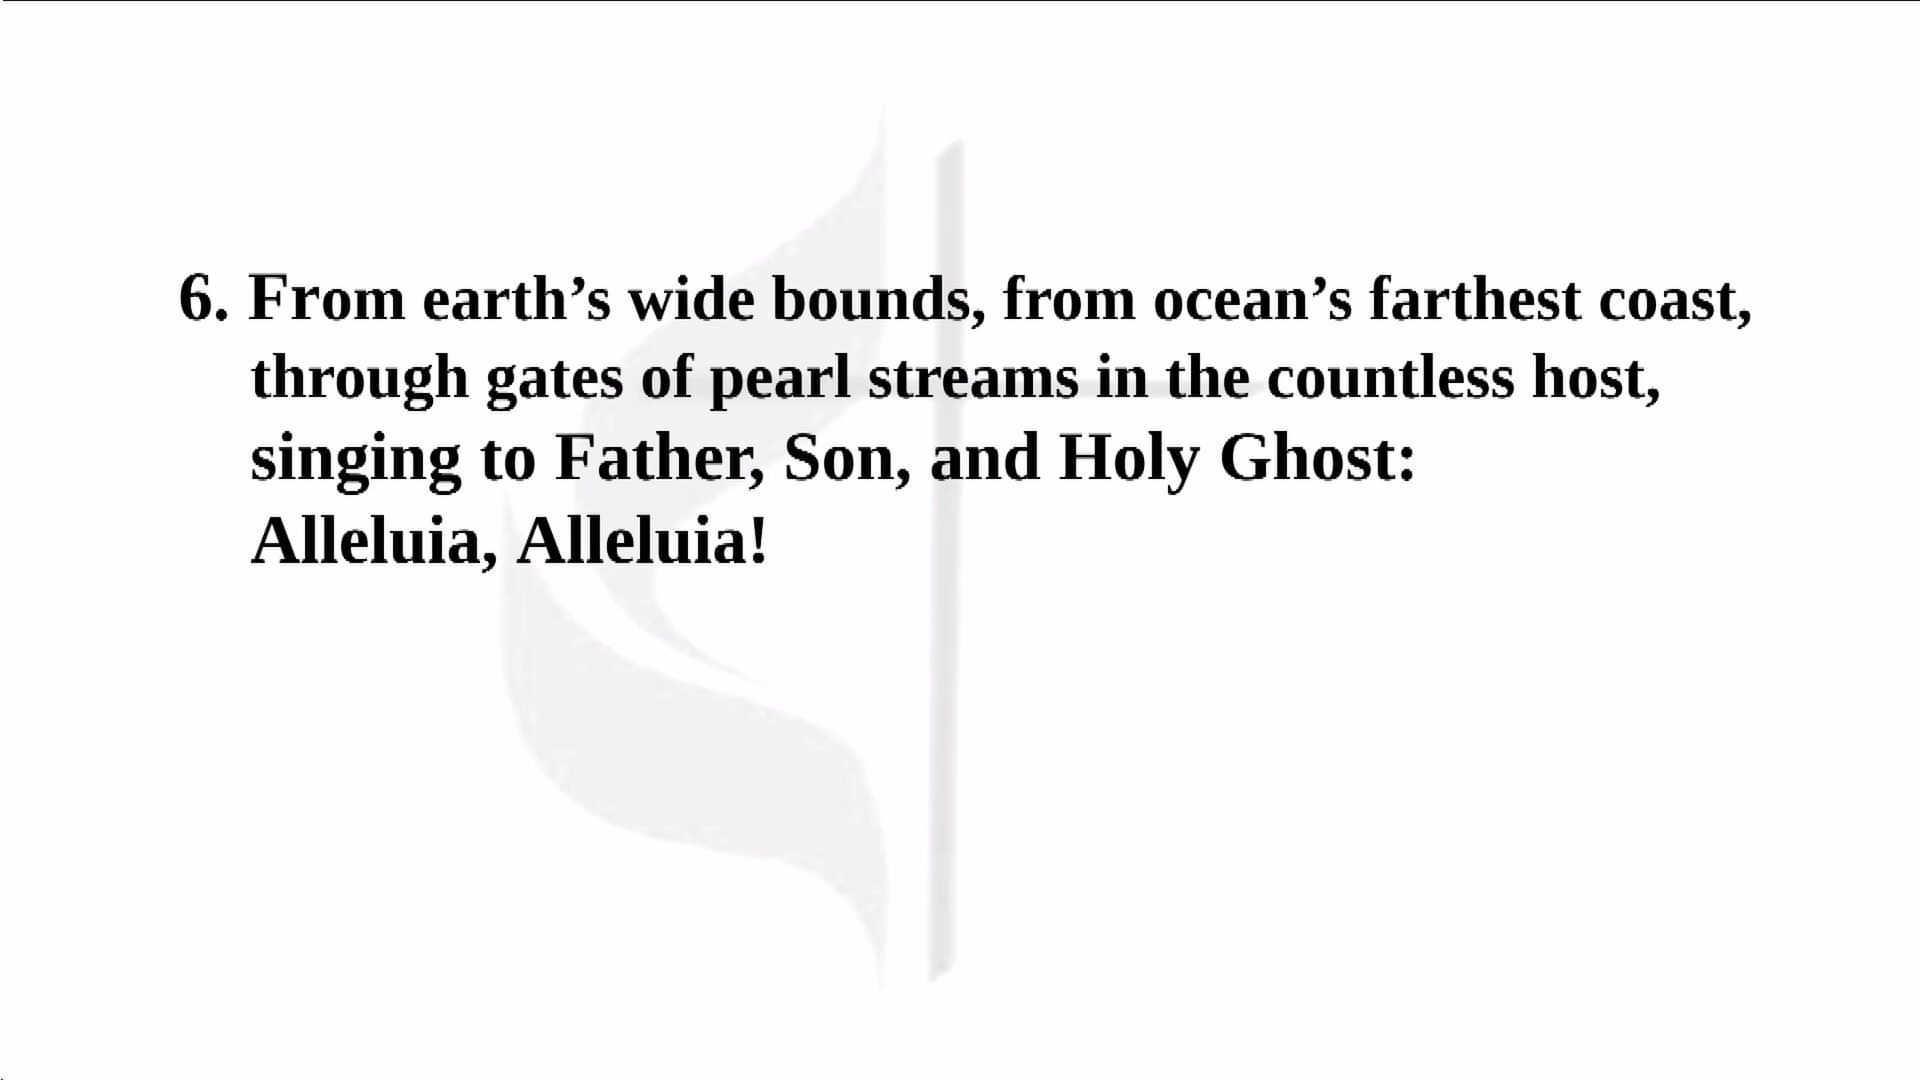 6. From earth’s wide bounds, from ocean’s farthest coast,
through gates of pearl streams in the countless host,
singing to Father, Son, and Holy Ghost:
Alleluia, Alleluia!